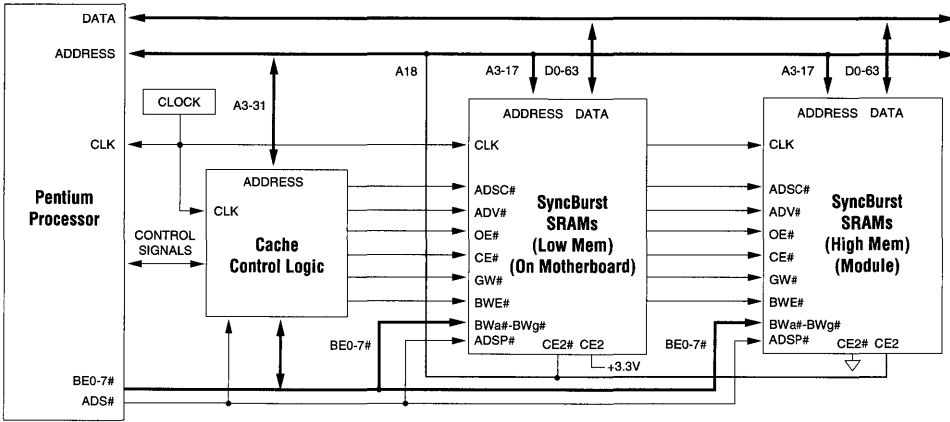 DATA
ADDRESS
A18
A3-17
D0-63
A3-17
D0-63
CLOCK
A3-31
ADDRESS DATA
ADDRESS DATA
CLK
CLK
CLK
Pentium
Processor
ADDRESS
CLK
Cache
Control Logic
CONTROL
SIGNALS
ADSC#
ADV#
OE#
CE#
GW#
BWE#
BWa#-BWg#
ADSP#
CE2# CE2
SyncBurst
SRAMs
(Low Mem)
(On Motherboard)
ADSC#
ADV#
OE#
CE#
GW#
BWE#
BWa#-BWg#
ADSP#
CE2# CE2
SyncBurst
SRAMs
(High Mem)
(Module)
BE0-7#
BE0-7#
+3.3V
BE0-7#
ADS#